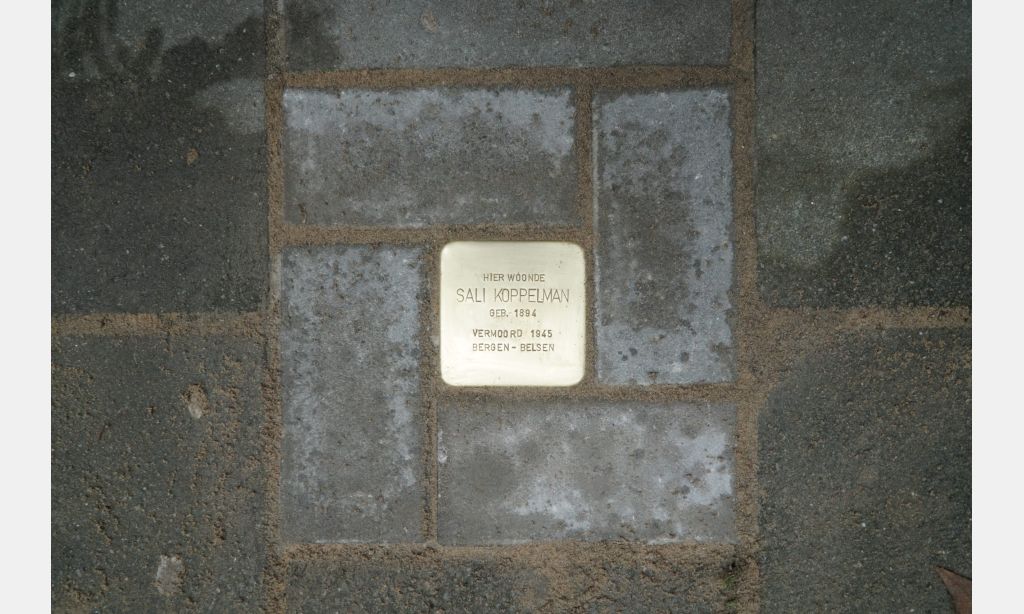 HIER WOONDE
SALI KOPPELMAN
GEB. 1894
VERMOORD 1945
BERGEN - BELSEN